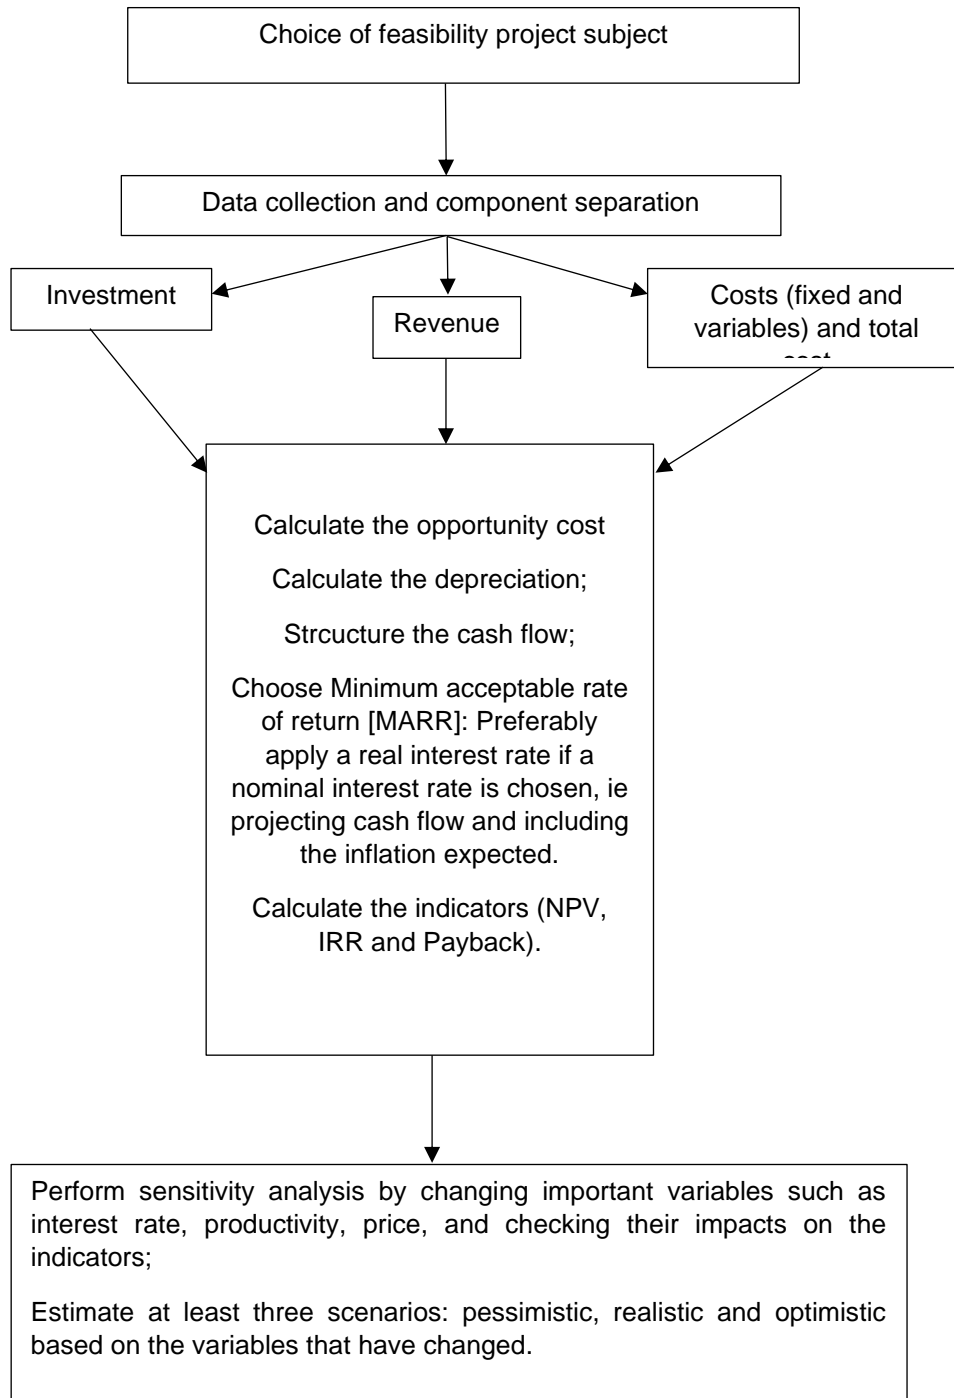 Choice of feasibility project subject
Data collection and component separation
Investment
Revenue
Costs (fixed and
variables) and total
Calculate the opportunity cost
Calculate the depreciation;
Strcucture the cash flow;
Choose Minimum acceptable rate
of return [MARR]: Preferably
apply a real interest rate if a
nominal interest rate is chosen, ie
projecting cash flow and including
the inflation expected.
Calculate the indicators (NPV,
IRR and Payback).
Perform sensitivity analysis by changing important variables such as
interest rate, productivity, price, and checking their impacts on the
indicators;
Estimate at least three scenarios: pessimistic, realistic and optimistic
based on the variables that have changed.